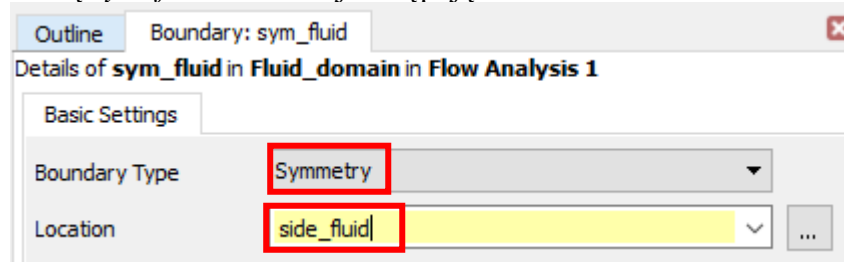 Outline Boundary: sym_fluid
Details of sym_fluid in Fluid_domain in Flow Analysis 1
Basic Settings
Boundary Type Symmetry
Location side_fluid ...